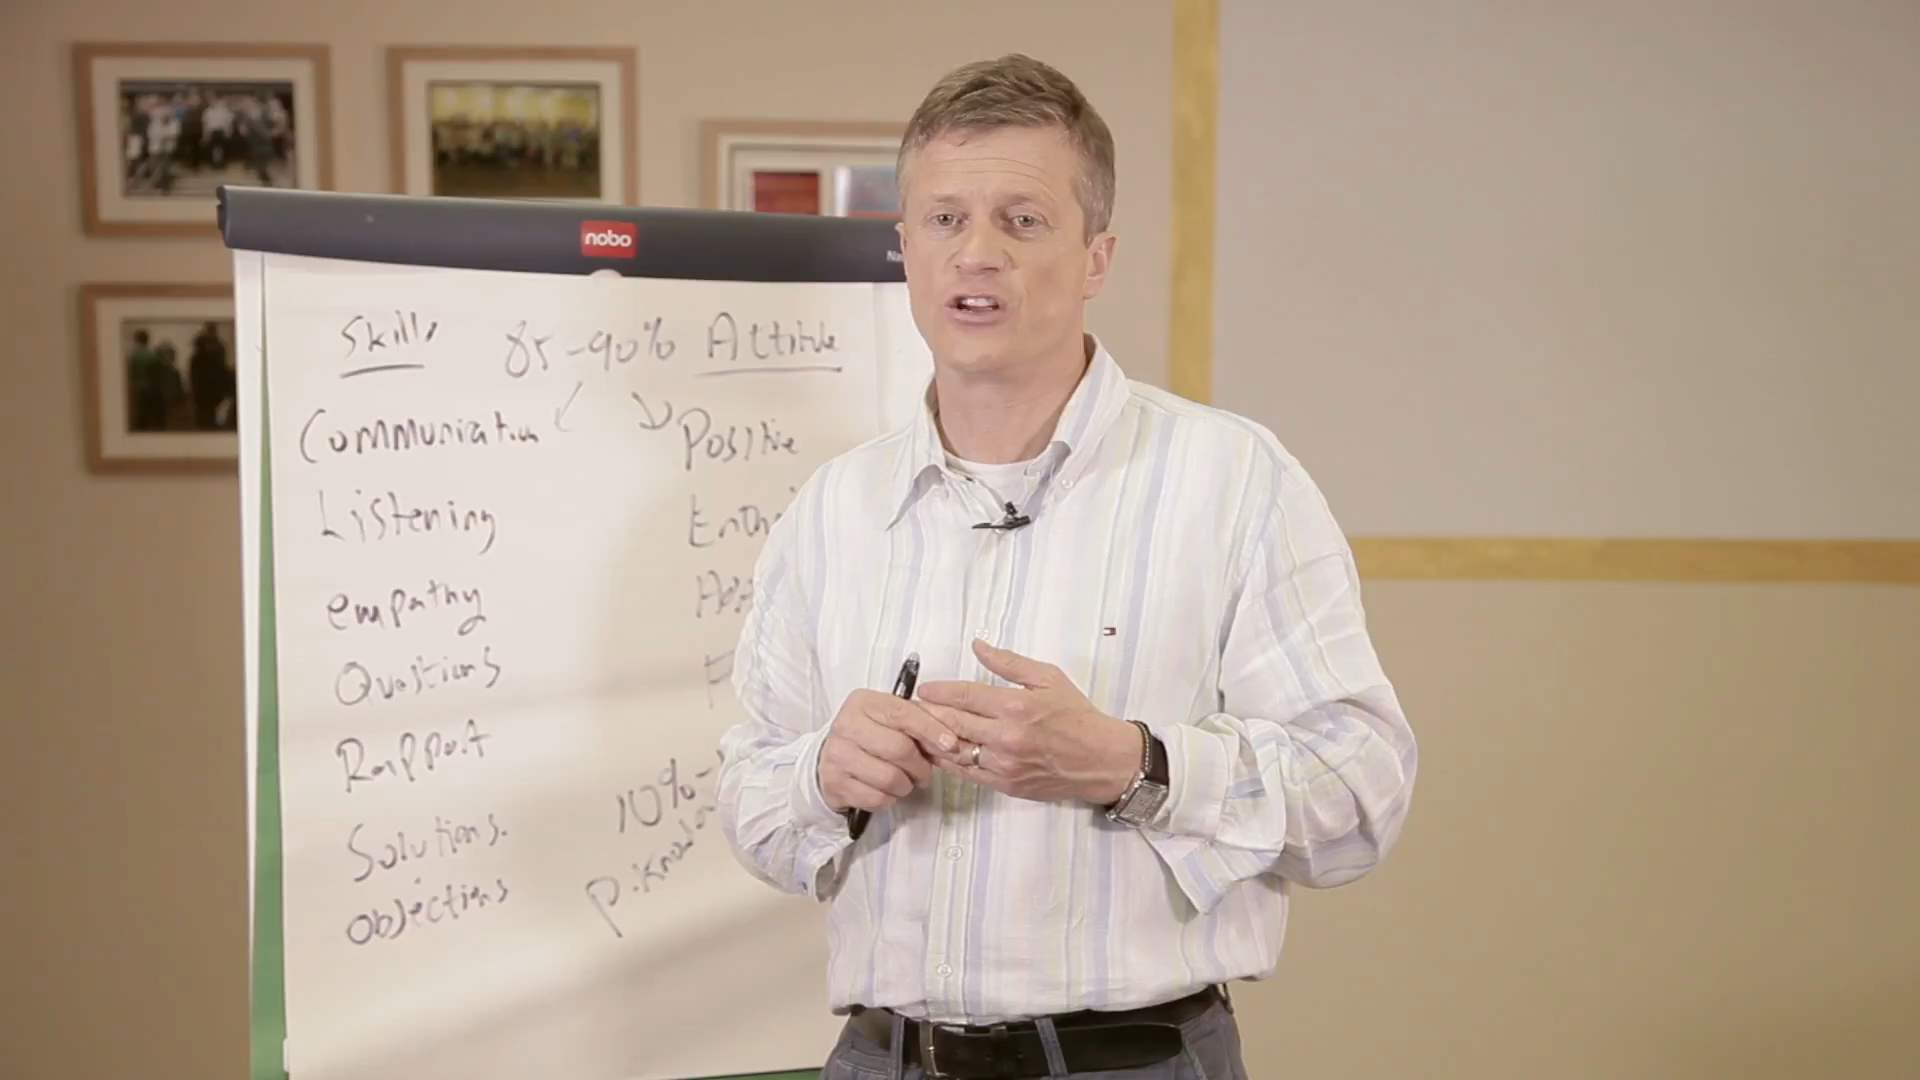 nobo
Skills 85-90% Attitude
Communication Positive
Listening
empathy
Questions
Rapport
Solutions. 10%
objections